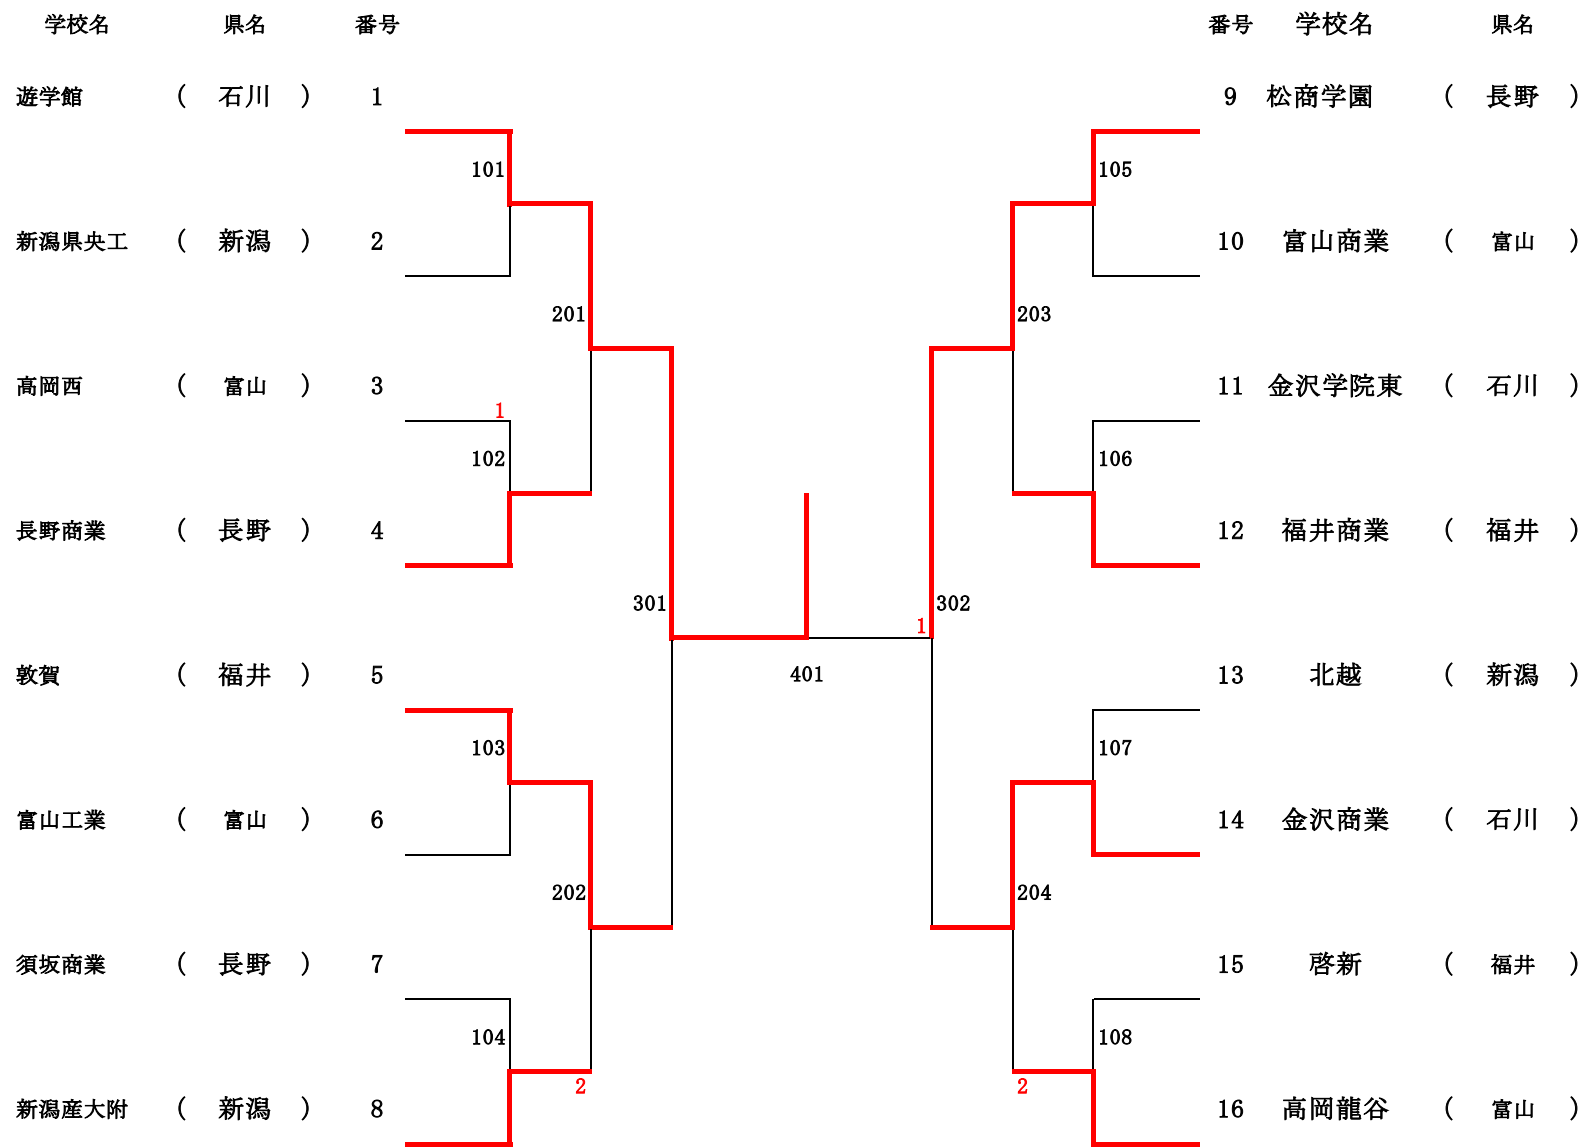 学校名 県名 番号 番号 学校名 県名
遊学館 ( 石川 ) 1 9 松商学園 ( 長野 )
101 105
新潟県央工 ( 新潟 ) 2 10 富山商業 ( 富山 )
201 203
高岡西 ( 富山 ) 3 11 金沢学院東 ( 石川 )
1
102 106
長野商業 ( 長野 ) 4 12 福井商業 ( 福井 )
301 302
1
敦賀 ( 福井 ) 5 401 13 北越 ( 新潟 )
103 107
富山工業 ( 富山 ) 6 14 金沢商業 ( 石川 )
202 204
須坂商業 ( 長野 ) 7 15 啓新 ( 福井 )
104 108
2 2
新潟産大附 ( 新潟 ) 8 16 高岡龍谷 ( 富山 )